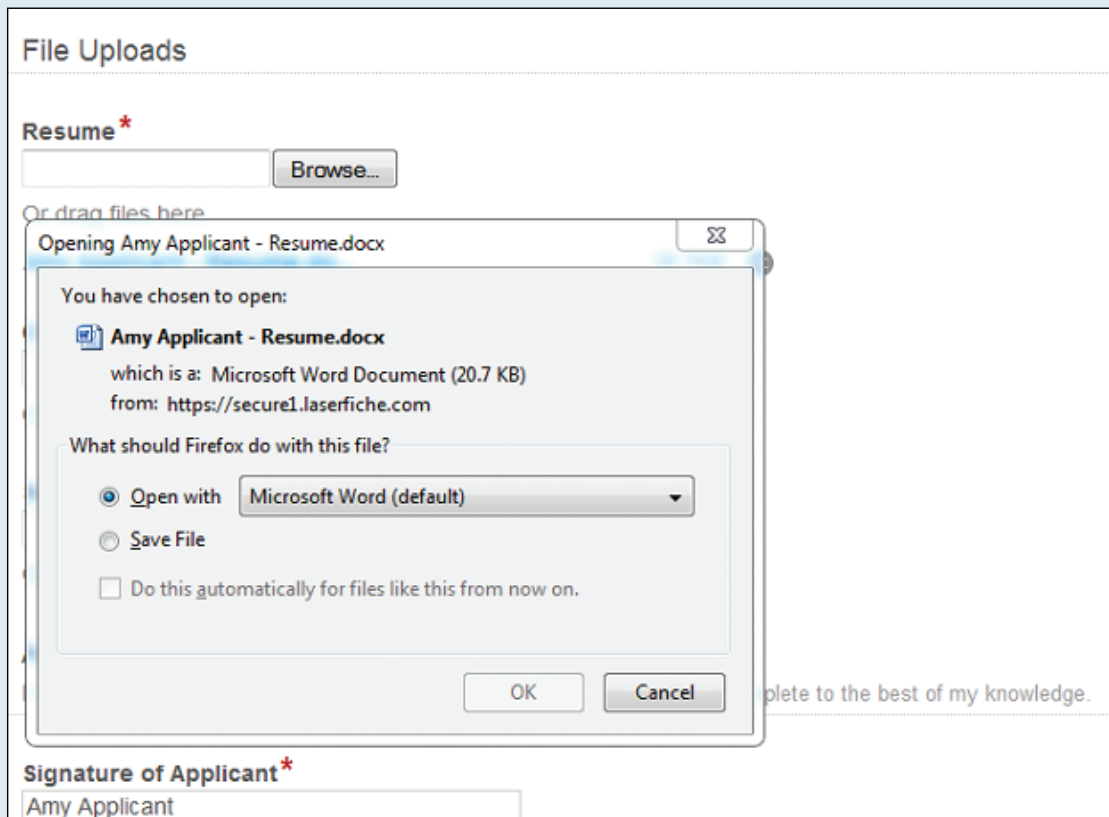 File Uploads
Resume*
Browse...
Or drag files here
Opening Amy Applicant - Resume.docx
You have chosen to open:
Amy Applicant - Resume.docx
which is a: Microsoft Word Document (20.7 KB)
from: https://secure1.laserfiche.com
What should Firefox do with this file?
Open with Microsoft Word (default)
Save File
Do this automatically for files like this from now on.
OK Cancel
plete to the best of my knowledge.
Signature of Applicant*
Amy Applicant